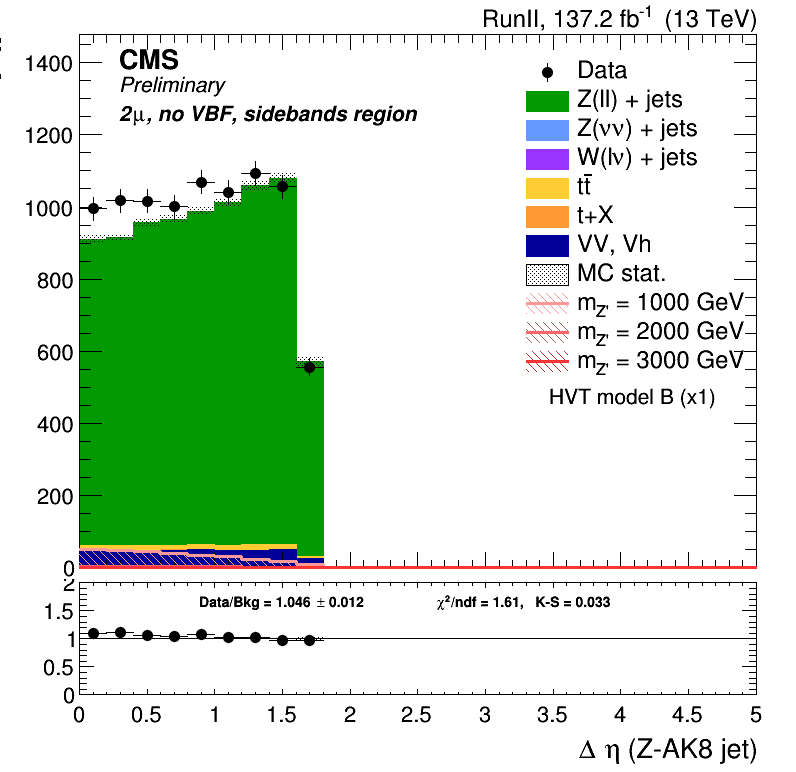 RunII, 137.2 fb⁻¹ (13 TeV)
CMS
Preliminary
2μ, no VBF, sidebands region
Data
Z(ll) + jets
Z(νν) + jets
W(lν) + jets
tt̄
t+X
VV, Vh
MC stat.
m_Z' = 1000 GeV
m_Z' = 2000 GeV
m_Z' = 3000 GeV
HVT model B (x1)
1400
1200
1000
800
600
400
200
0
Data/Bkg = 1.046 ± 0.012
χ²/ndf = 1.61, K-S = 0.033
2
1.5
1
0.5
0
0 0.5 1 1.5 2 2.5 3 3.5 4 4.5 5
Δ η (Z-AK8 jet)